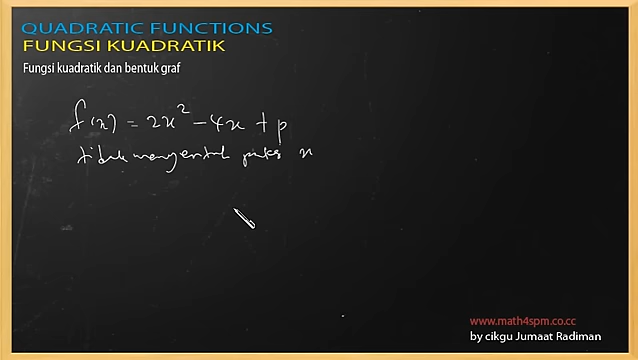 QUADRATIC FUNCTIONS
FUNGSI KUADRATIK
Fungsi kuadratik dan bentuk graf
f(x) = 2x² - 4x + p
tidak menyentuh paksi x
www.math4spm.co.cc
by cikgu Jumaat Radiman